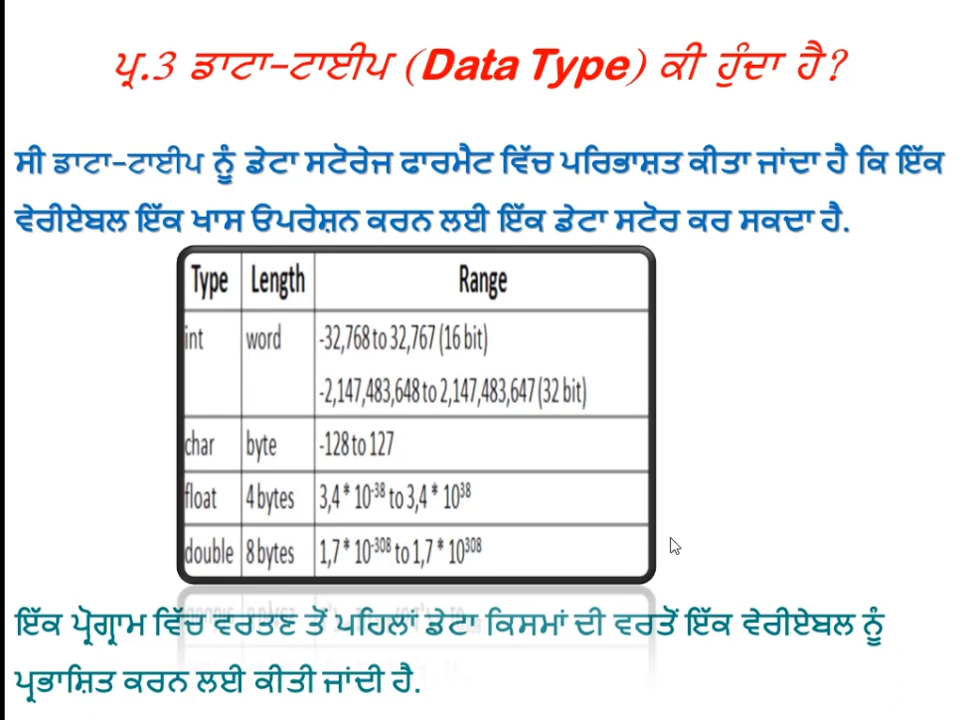 ਪ੍ਰ.3 ਡਾਟਾ-ਟਾਈਪ (Data Type) ਕੀ ਹੁੰਦਾ ਹੈ?
ਸੀ ਡਾਟਾ-ਟਾਈਪ ਨੂੰ ਡੇਟਾ ਸਟੋਰੇਜ ਫਾਰਮੈਟ ਵਿੱਚ ਪਰਿਭਾਸ਼ਤ ਕੀਤਾ ਜਾਂਦਾ ਹੈ ਕਿ ਇੱਕ
ਵੇਰੀਏਬਲ ਇੱਕ ਖਾਸ ਓਪਰੇਸ਼ਨ ਕਰਨ ਲਈ ਇੱਕ ਡੇਟਾ ਸਟੋਰ ਕਰ ਸਕਦਾ ਹੈ.
Type Length Range
int word -32,768 to 32,767 (16 bit)
-2,147,483,648 to 2,147,483,647 (32 bit)
char byte -128 to 127
float 4 bytes 3,4 * 10⁻³⁸ to 3,4 * 10³⁸
double 8 bytes 1,7 * 10⁻³⁰⁸ to 1,7 * 10³⁰⁸
ਇੱਕ ਪ੍ਰੋਗ੍ਰਾਮ ਵਿੱਚ ਵਰਤਣ ਤੋਂ ਪਹਿਲਾਂ ਡੇਟਾ ਕਿਸਮਾਂ ਦੀ ਵਰਤੋਂ ਇੱਕ ਵੇਰੀਏਬਲ ਨੂੰ
ਪ੍ਰਭਾਸ਼ਿਤ ਕਰਨ ਲਈ ਕੀਤੀ ਜਾਂਦੀ ਹੈ.